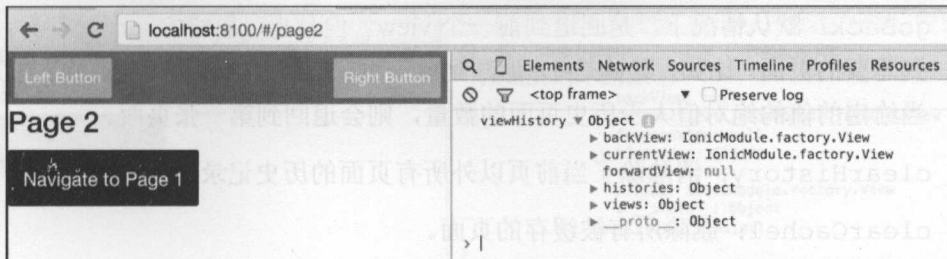 localhost:8100/#/page2
Left Button
Right Button
Page 2
Navigate to Page 1
Elements Network Sources Timeline Profiles Resources
<top frame> ▼ Preserve log
viewHistory ▼ Object
▶ backView: IonicModule.factory.View
▶ currentView: IonicModule.factory.View
forwardView: null
▶ histories: Object
▶ views: Object
▶ __proto__: Object
>